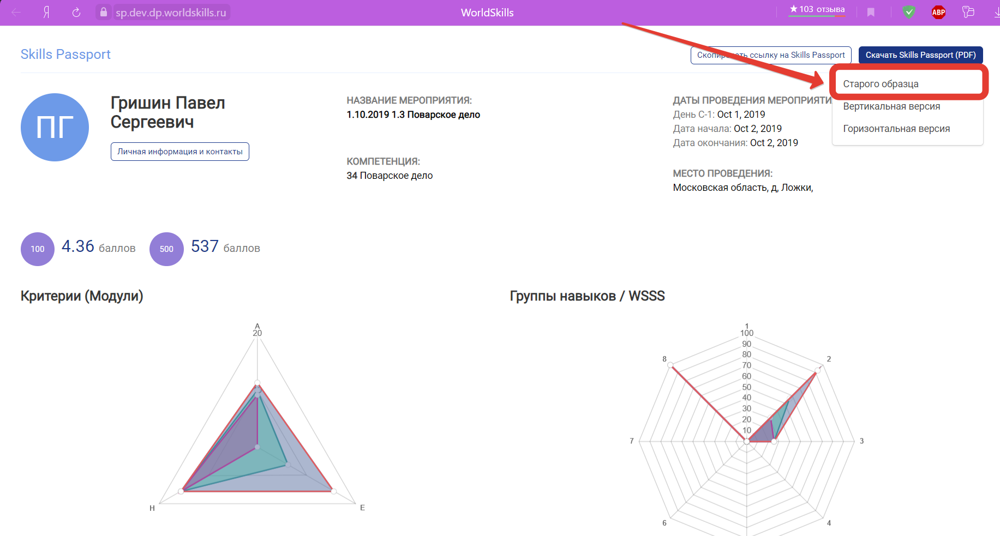 Я
sp.dev.dp.worldskills.ru
WorldSkills
★ 103 отзыва
ABP
Skills Passport
Скопировать ссылку на Skills Passport
Скачать Skills Passport (PDF)
Старого образца
Вертикальная версия
Горизонтальная версия
ПГ
Гришин Павел
Сергеевич
Личная информация и контакты
НАЗВАНИЕ МЕРОПРИЯТИЯ:
1.10.2019 1.3 Поварское дело
КОМПЕТЕНЦИЯ:
34 Поварское дело
ДАТЫ ПРОВЕДЕНИЯ МЕРОПРИЯТИ
День С-1: Oct 1, 2019
Дата начала: Oct 2, 2019
Дата окончания: Oct 2, 2019
МЕСТО ПРОВЕДЕНИЯ:
Московская область, д, Ложки,
100 4.36 баллов 500 537 баллов
Критерии (Модули)
A
20
H
E
Группы навыков / WSSS
1
100
90
80
70
60
50
40
30
20
10
8
2
7
3
6
4